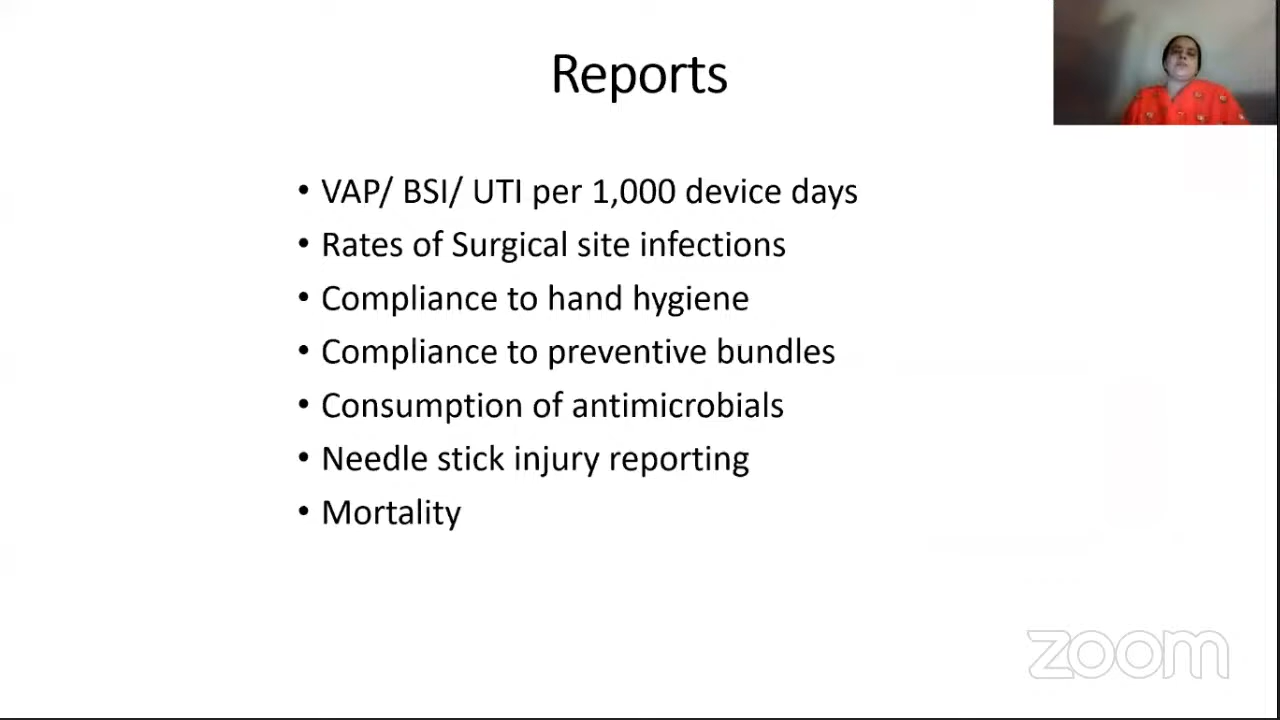 Reports
• VAP/ BSI/ UTI per 1,000 device days
• Rates of Surgical site infections
• Compliance to hand hygiene
• Compliance to preventive bundles
• Consumption of antimicrobials
• Needle stick injury reporting
• Mortality
zoom